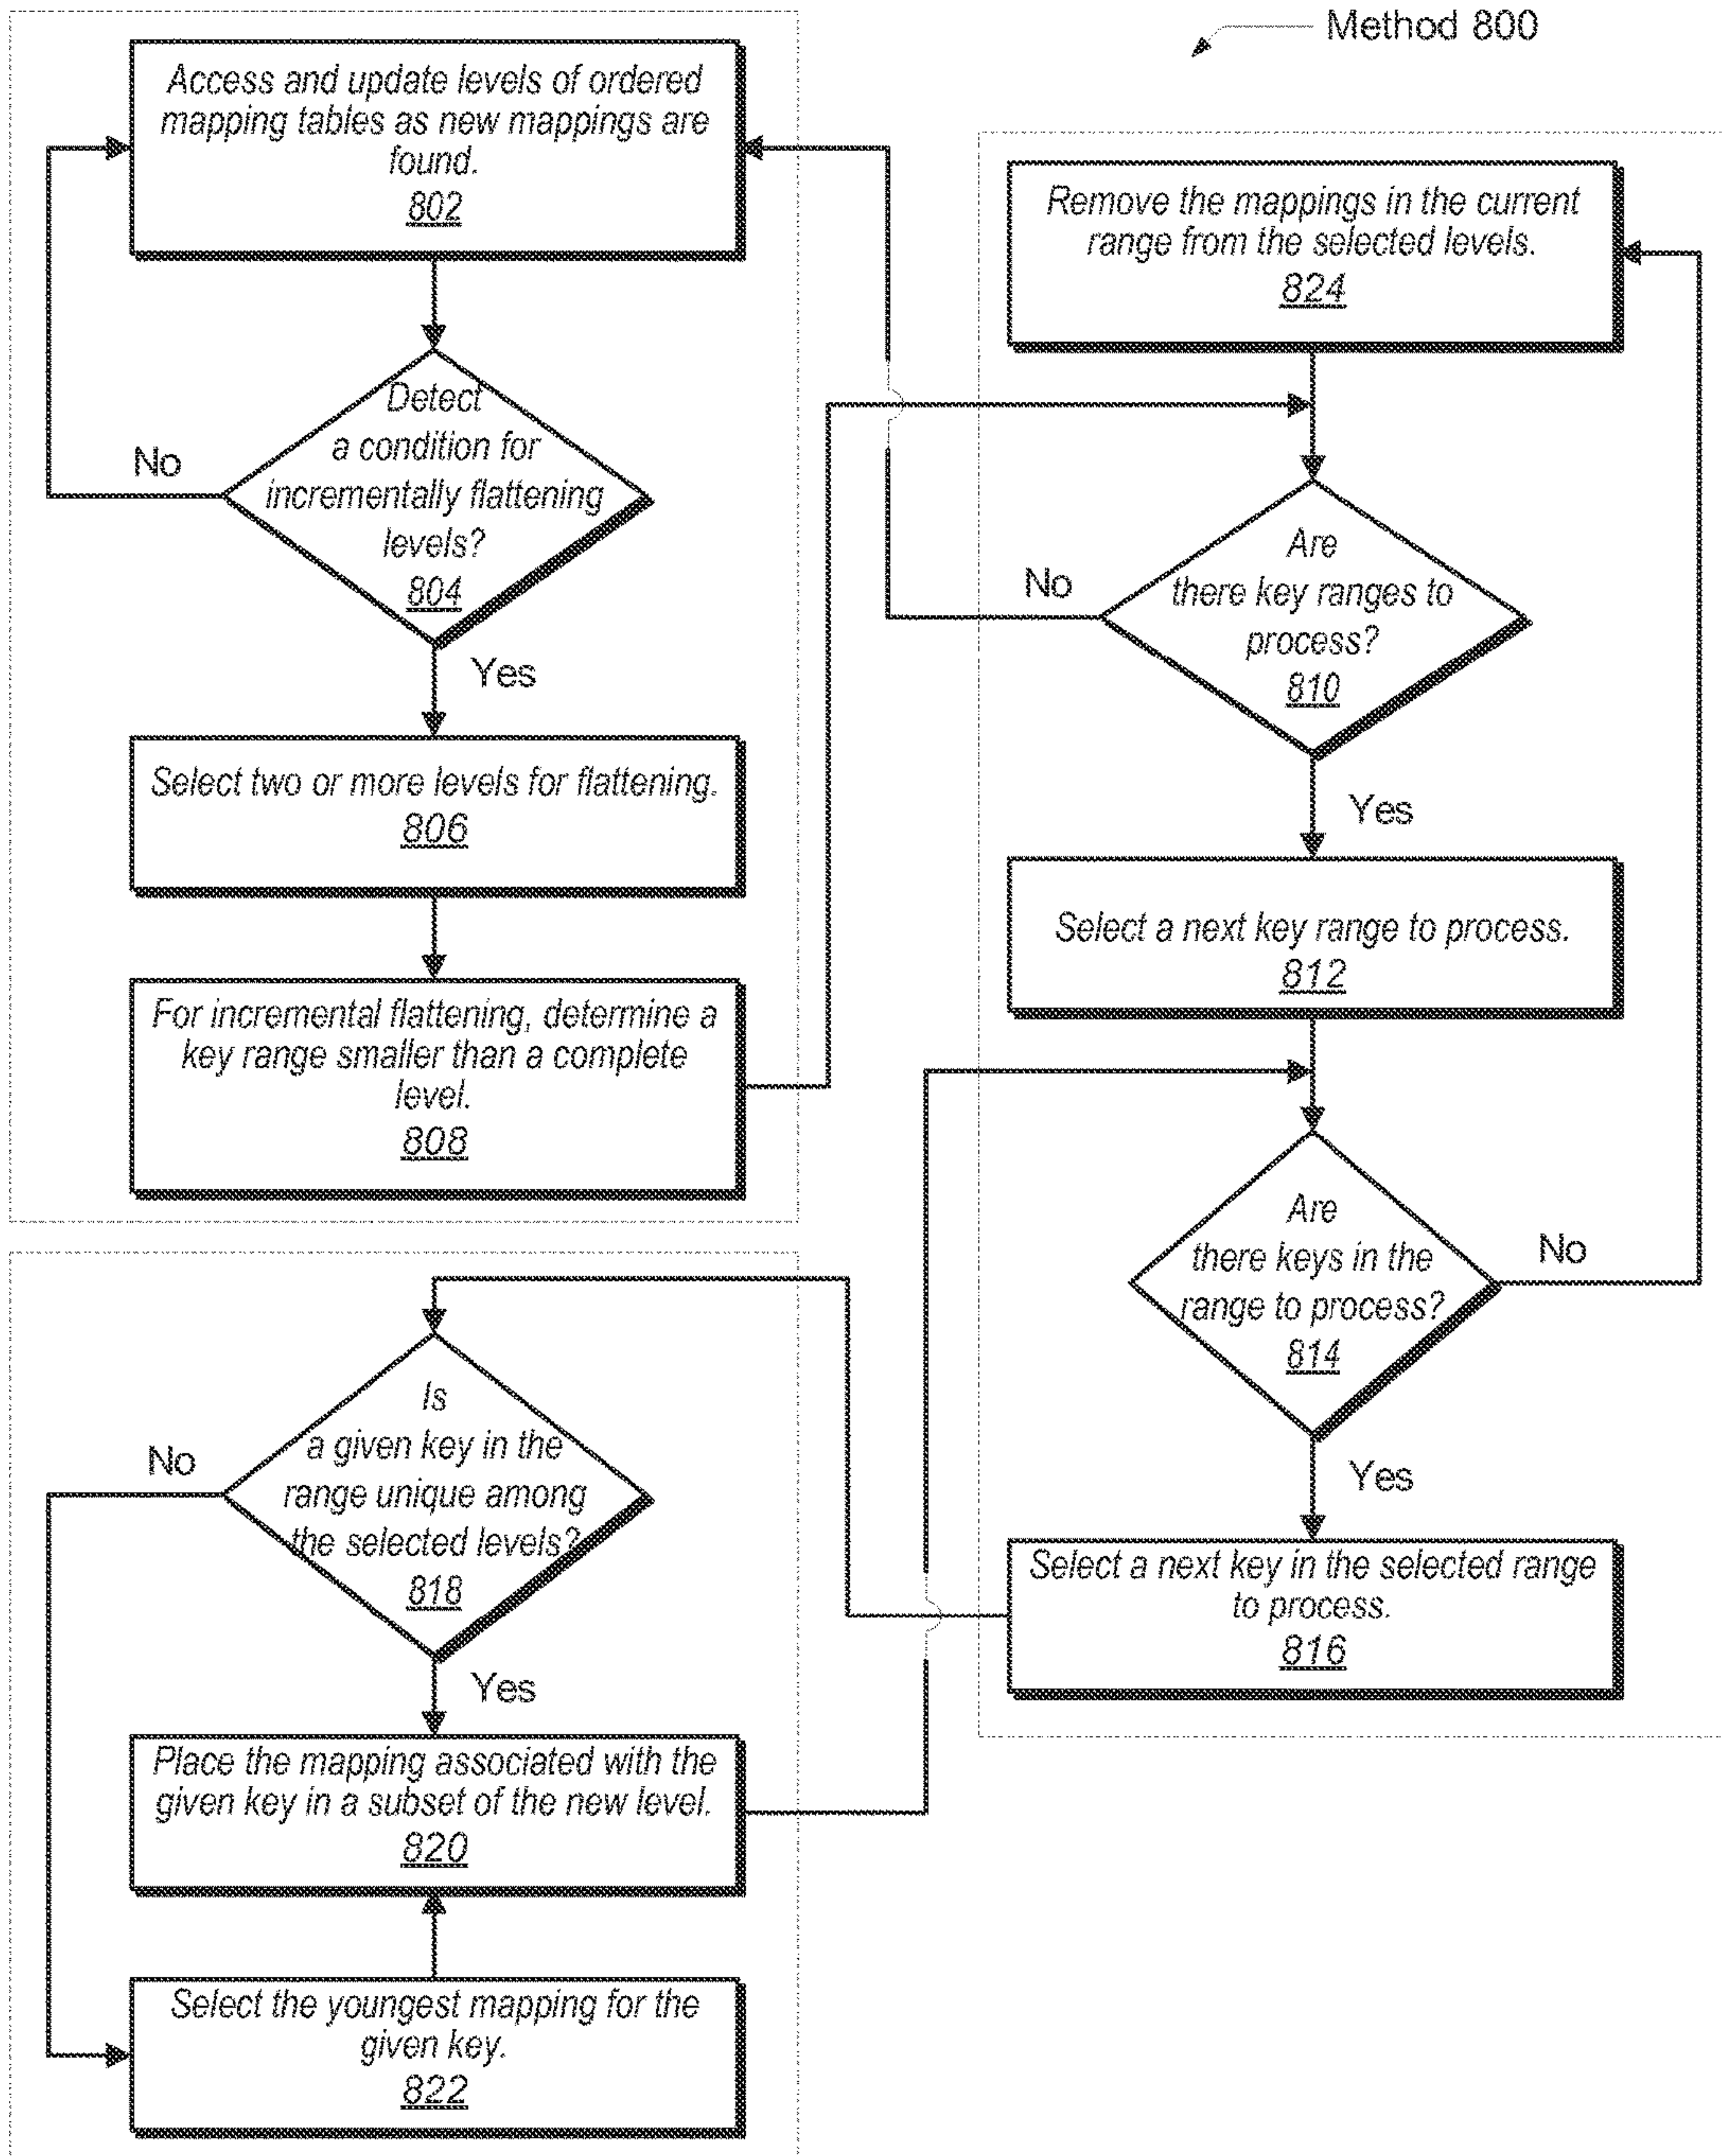 Method 800
Access and update levels of ordered
mapping tables as new mappings are
found.
802
Detect
a condition for
incrementally flattening
levels?
804
No
Yes
Select two or more levels for flattening.
806
For incremental flattening, determine a
key range smaller than a complete
level.
808
Remove the mappings in the current
range from the selected levels.
824
Are
there key ranges to
process?
810
No
Yes
Select a next key range to process.
812
Are
there keys in the
range to process?
814
No
Yes
Select a next key in the selected range
to process.
816
Is
a given key in the
range unique among
the selected levels?
818
No
Yes
Place the mapping associated with the
given key in a subset of the new level.
820
Select the youngest mapping for the
given key.
822